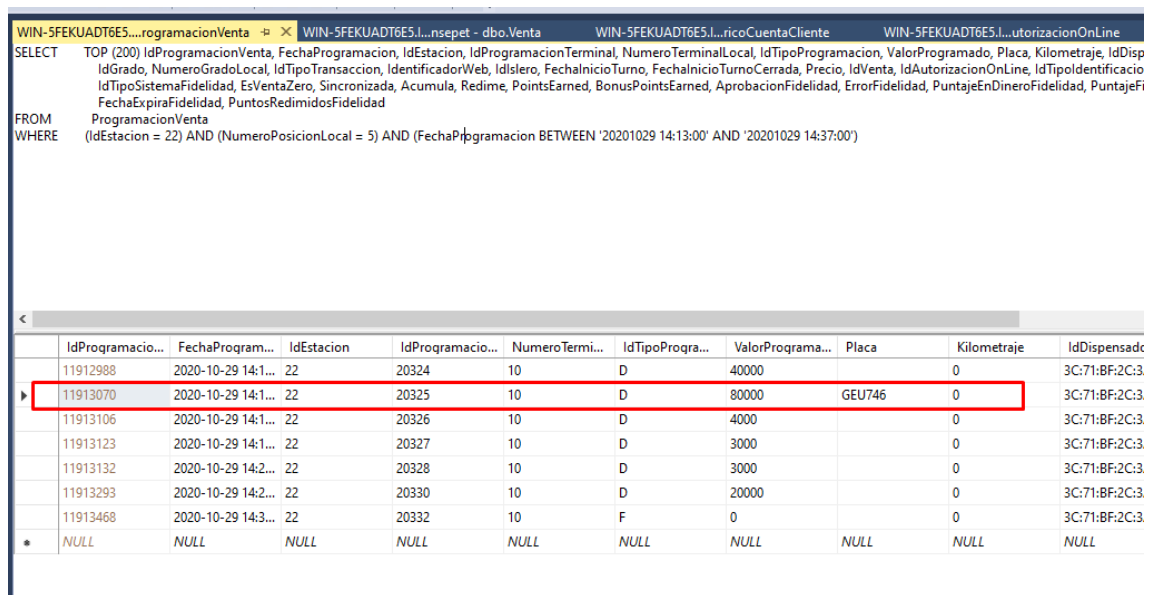 WIN-5FEKUADT6E5....rogramacionVenta WIN-5FEKUADT6E5.I...nsepet - dbo.Venta WIN-5FEKUADT6E5.I...ricoCuentaCliente WIN-5FEKUADT6E5.I...utorizacionOnLine
SELECT TOP (200) IdProgramacionVenta, FechaProgramacion, IdEstacion, IdProgramacionTerminal, NumeroTerminalLocal, IdTipoProgramacion, ValorProgramado, Placa, Kilometraje, IdDisp
IdGrado, NumeroGradoLocal, IdTipoTransaccion, IdentificadorWeb, IdIslero, FechaInicioTurno, FechaInicioTurnoCerrada, Precio, IdVenta, IdAutorizacionOnLine, IdTipoIdentificacio
IdTipoSistemaFidelidad, EsVentaZero, Sincronizada, Acumula, Redime, PointsEarned, BonusPointsEarned, AprobacionFidelidad, ErrorFidelidad, PuntajeEnDineroFidelidad, PuntajeFi
FechaExpiraFidelidad, PuntosRedimidosFidelidad
FROM ProgramacionVenta
WHERE (IdEstacion = 22) AND (NumeroPosicionLocal = 5) AND (FechaProgramacion BETWEEN '20201029 14:13:00' AND '20201029 14:37:00')
IdProgramacio... FechaProgram... IdEstacion IdProgramacio... NumeroTermi... IdTipoProgra... ValorPrograma... Placa Kilometraje IdDispensado
11912988 2020-10-29 14:1... 22 20324 10 D 40000 0 3C:71:BF:2C:3.
11913070 2020-10-29 14:1... 22 20325 10 D 80000 GEU746 0 3C:71:BF:2C:3.
11913106 2020-10-29 14:1... 22 20326 10 D 4000 0 3C:71:BF:2C:3.
11913123 2020-10-29 14:1... 22 20327 10 D 3000 0 3C:71:BF:2C:3.
11913132 2020-10-29 14:2... 22 20328 10 D 3000 0 3C:71:BF:2C:3.
11913293 2020-10-29 14:2... 22 20330 10 D 20000 0 3C:71:BF:2C:3.
11913468 2020-10-29 14:3... 22 20332 10 F 0 0 3C:71:BF:2C:3.
NULL NULL NULL NULL NULL NULL NULL NULL NULL NULL